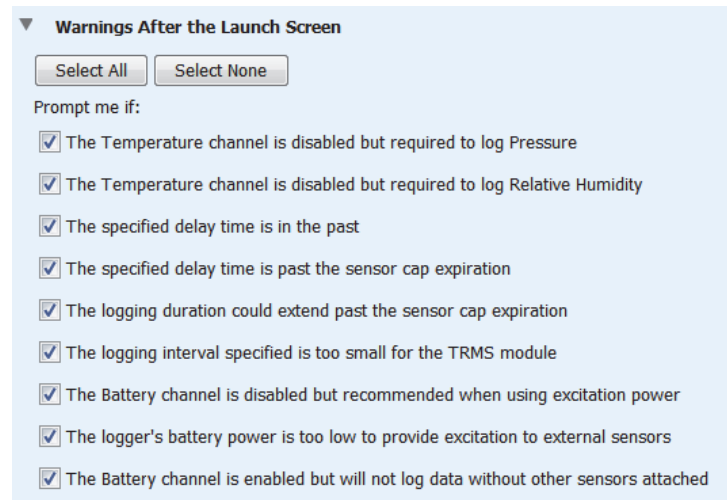 Warnings After the Launch Screen
Select All Select None
Prompt me if:
The Temperature channel is disabled but required to log Pressure
The Temperature channel is disabled but required to log Relative Humidity
The specified delay time is in the past
The specified delay time is past the sensor cap expiration
The logging duration could extend past the sensor cap expiration
The logging interval specified is too small for the TRMS module
The Battery channel is disabled but recommended when using excitation power
The logger's battery power is too low to provide excitation to external sensors
The Battery channel is enabled but will not log data without other sensors attached